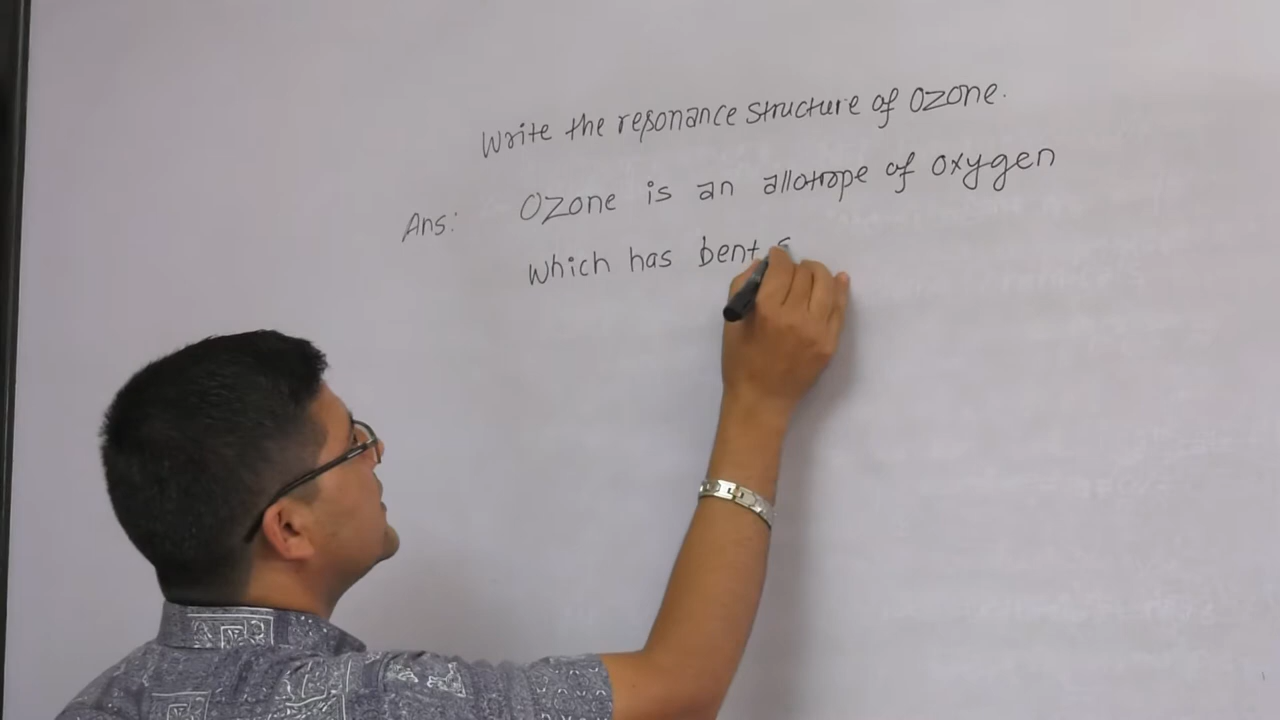 Write the resonance structure of Ozone.
Ans: Ozone is an allotrope of oxygen
which has bent s